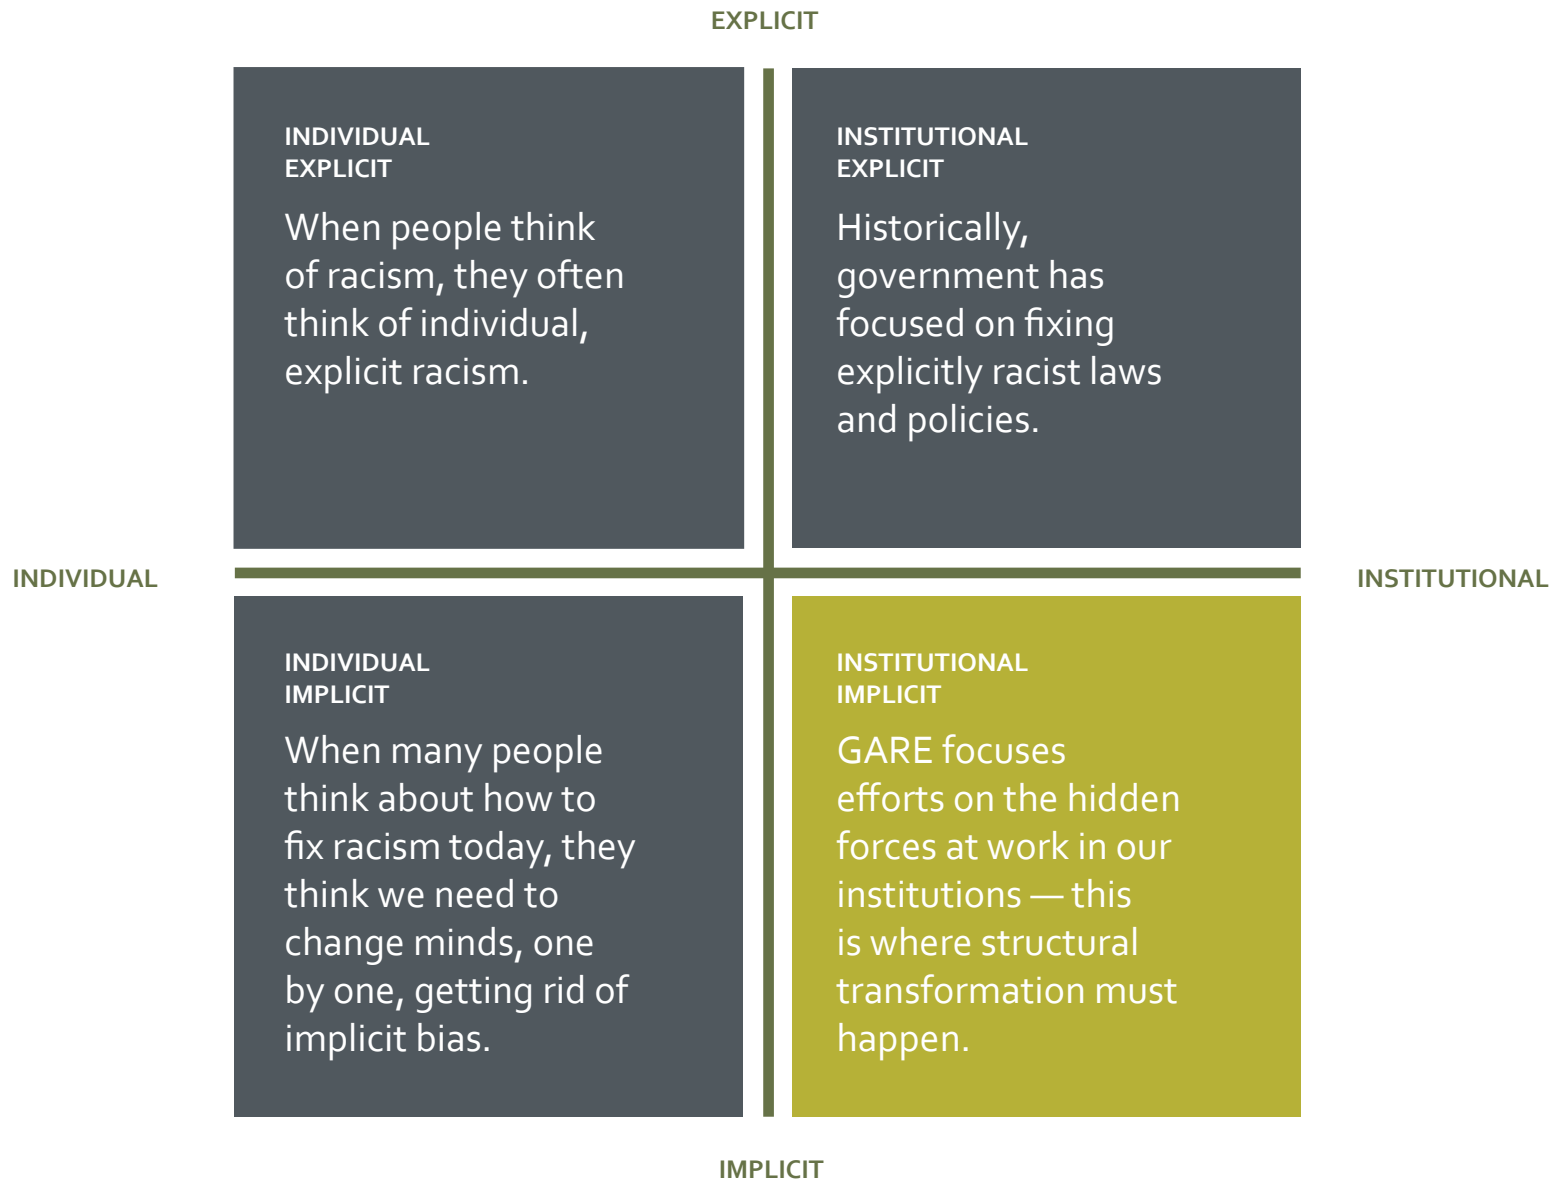 EXPLICIT
INDIVIDUAL
EXPLICIT
When people think
of racism, they often
think of individual,
explicit racism.
INSTITUTIONAL
EXPLICIT
Historically,
government has
focused on fixing
explicitly racist laws
and policies.
INDIVIDUAL
INSTITUTIONAL
INDIVIDUAL
IMPLICIT
When many people
think about how to
fix racism today, they
think we need to
change minds, one
by one, getting rid of
implicit bias.
INSTITUTIONAL
IMPLICIT
GARE focuses
efforts on the hidden
forces at work in our
institutions — this
is where structural
transformation must
happen.
IMPLICIT